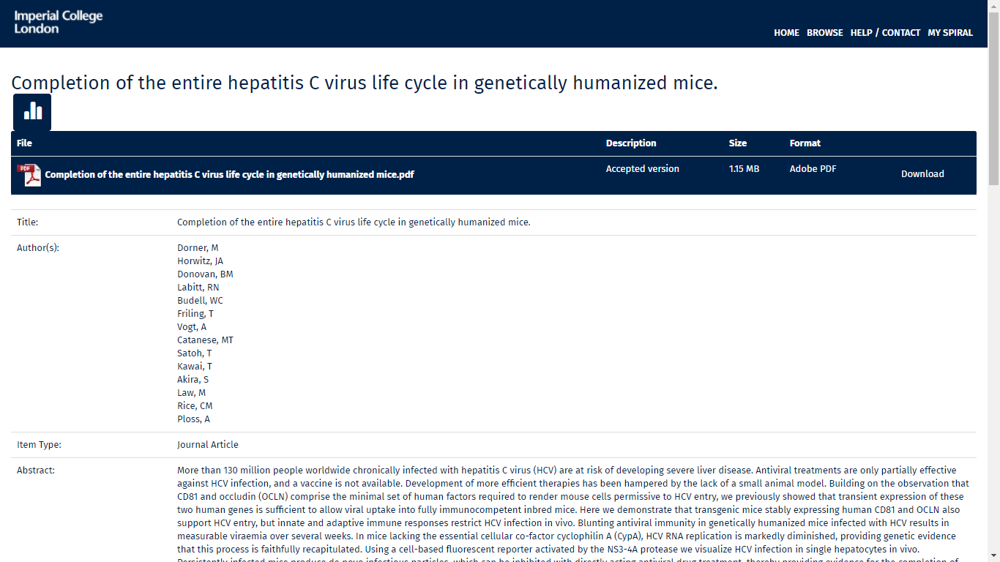 Imperial College
London
HOME BROWSE HELP / CONTACT MY SPIRAL
Completion of the entire hepatitis C virus life cycle in genetically humanized mice.
File Description Size Format
PDF Completion of the entire hepatitis C virus life cycle in genetically humanized mice.pdf Accepted version 1.15 MB Adobe PDF Download
Title: Completion of the entire hepatitis C virus life cycle in genetically humanized mice.
Author(s): Dorner, M
Horwitz, JA
Donovan, BM
Labitt, RN
Budell, WC
Friling, T
Vogt, A
Catanese, MT
Satoh, T
Kawai, T
Akira, S
Law, M
Rice, CM
Ploss, A
Item Type: Journal Article
Abstract: More than 130 million people worldwide chronically infected with hepatitis C virus (HCV) are at risk of developing severe liver disease. Antiviral treatments are only partially effective
against HCV infection, and a vaccine is not available. Development of more efficient therapies has been hampered by the lack of a small animal model. Building on the observation that
CD81 and occludin (OCLN) comprise the minimal set of human factors required to render mouse cells permissive to HCV entry, we previously showed that transient expression of these
two human genes is sufficient to allow viral uptake into fully immunocompetent inbred mice. Here we demonstrate that transgenic mice stably expressing human CD81 and OCLN also
support HCV entry, but innate and adaptive immune responses restrict HCV infection in vivo. Blunting antiviral immunity in genetically humanized mice infected with HCV results in
measurable viraemia over several weeks. In mice lacking the essential cellular co-factor cyclophilin A (CypA), HCV RNA replication is markedly diminished, providing genetic evidence
that this process is faithfully recapitulated. Using a cell-based fluorescent reporter activated by the NS3-4A protease we visualize HCV infection in single hepatocytes in vivo.
Persistently infected mice produce de novo infectious particles, which can be inhibited with directly acting antiviral drug treatment, thereby providing evidence for the completion of